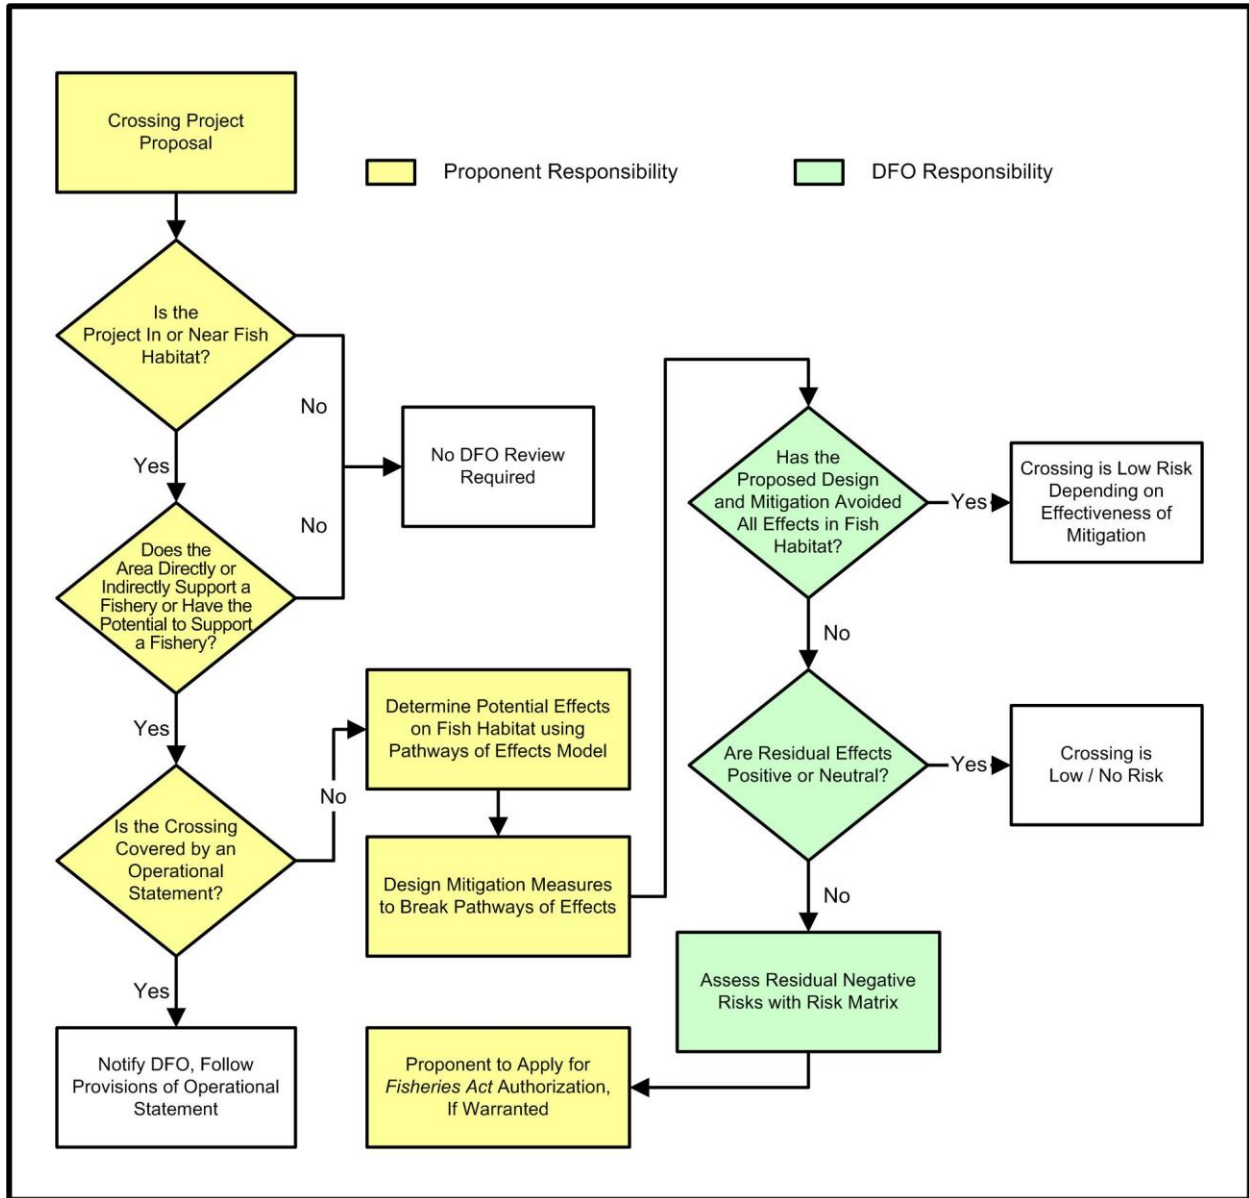 Crossing Project
Proposal
Proponent Responsibility
DFO Responsibility
Is the
Project In or Near Fish
Habitat?
No
Yes
No DFO Review
Required
No
Does the
Area Directly or
Indirectly Support a
Fishery or Have the
Potential to Support
a Fishery?
Yes
Is the Crossing
Covered by an
Operational
Statement?
No
Yes
Notify DFO, Follow
Provisions of Operational
Statement
Determine Potential Effects
on Fish Habitat using
Pathways of Effects Model
Design Mitigation Measures
to Break Pathways of Effects
Has the
Proposed Design
and Mitigation Avoided
All Effects in Fish
Habitat?
Yes
Crossing is Low Risk
Depending on
Effectiveness of
Mitigation
No
Are Residual Effects
Positive or Neutral?
Yes
Crossing is
Low / No Risk
No
Assess Residual Negative
Risks with Risk Matrix
Proponent to Apply for
Fisheries Act Authorization,
If Warranted